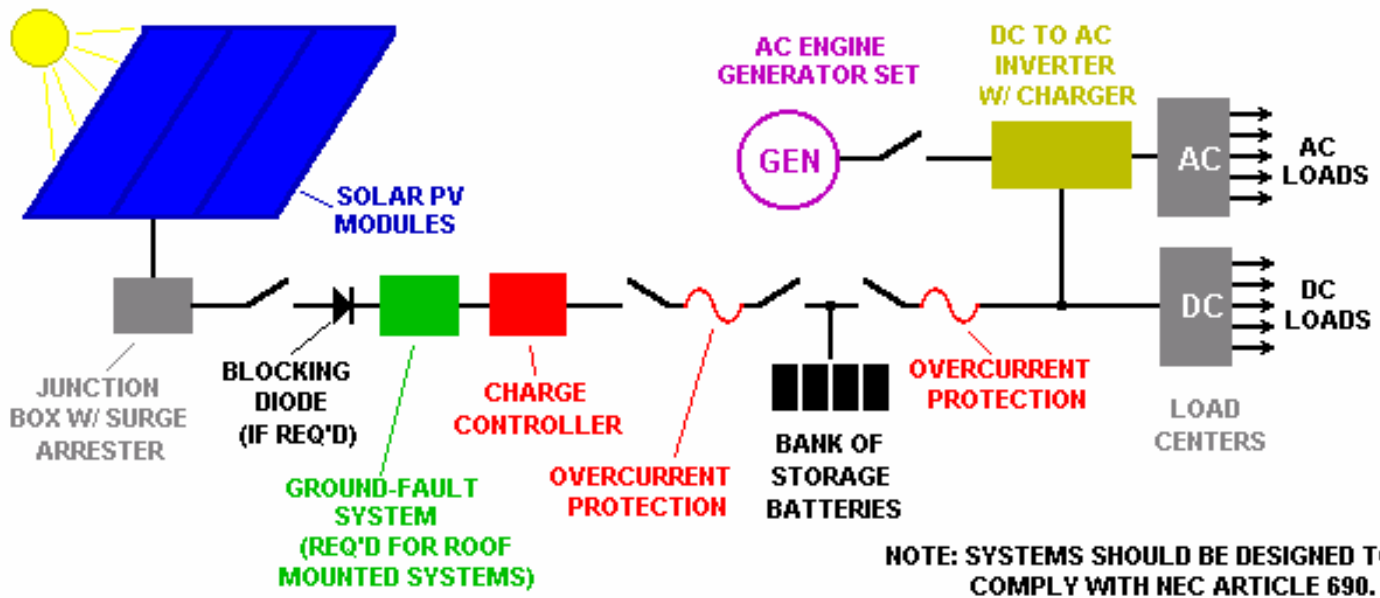 AC ENGINE
GENERATOR SET
DC TO AC
INVERTER
W/ CHARGER
GEN
AC
AC
LOADS
SOLAR PV
MODULES
DC
DC
LOADS
JUNCTION
BOX W/ SURGE
ARRESTER
BLOCKING
DIODE
(IF REQ'D)
CHARGE
CONTROLLER
OVERCURRENT
PROTECTION
LOAD
CENTERS
GROUND-FAULT
SYSTEM
(REQ'D FOR ROOF
MOUNTED SYSTEMS)
OVERCURRENT
PROTECTION
BANK OF
STORAGE
BATTERIES
NOTE: SYSTEMS SHOULD BE DESIGNED
COMPLY WITH NEC ARTICLE 690.